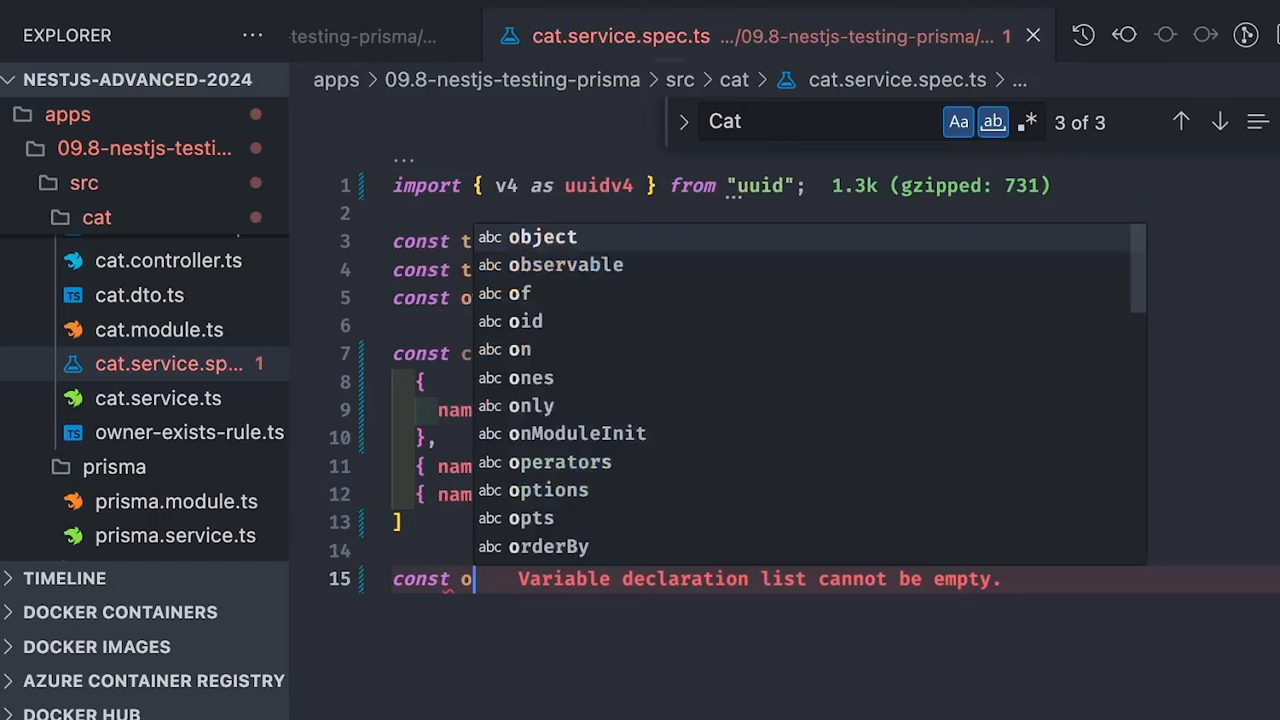 EXPLORER
...
NESTJS-ADVANCED-2024
apps
09.8-nestjs-testi...
src
cat
cat.controller.ts
cat.dto.ts
cat.module.ts
cat.service.sp... 1
cat.service.ts
owner-exists-rule.ts
prisma
prisma.module.ts
prisma.service.ts
TIMELINE
DOCKER CONTAINERS
DOCKER IMAGES
AZURE CONTAINER REGISTRY
DOCKER HUB
testing-prisma/...
cat.service.spec.ts .../09.8-nestjs-testing-prisma/... 1
apps > 09.8-nestjs-testing-prisma > src > cat > cat.service.spec.ts > ...
Cat Aa ab .* 3 of 3
...
1 import { v4 as uuidv4 } from "uuid"; 1.3k (gzipped: 731)
2
3 const t
4 const t
5 const o
6
7 const c
8 {
9 nam
10 },
11 { nam
12 { nam
13 ]
14
15 const o Variable declaration list cannot be empty.
abc object
abc observable
abc of
abc oid
abc on
abc ones
abc only
abc onModuleInit
abc operators
abc options
abc opts
abc orderBy